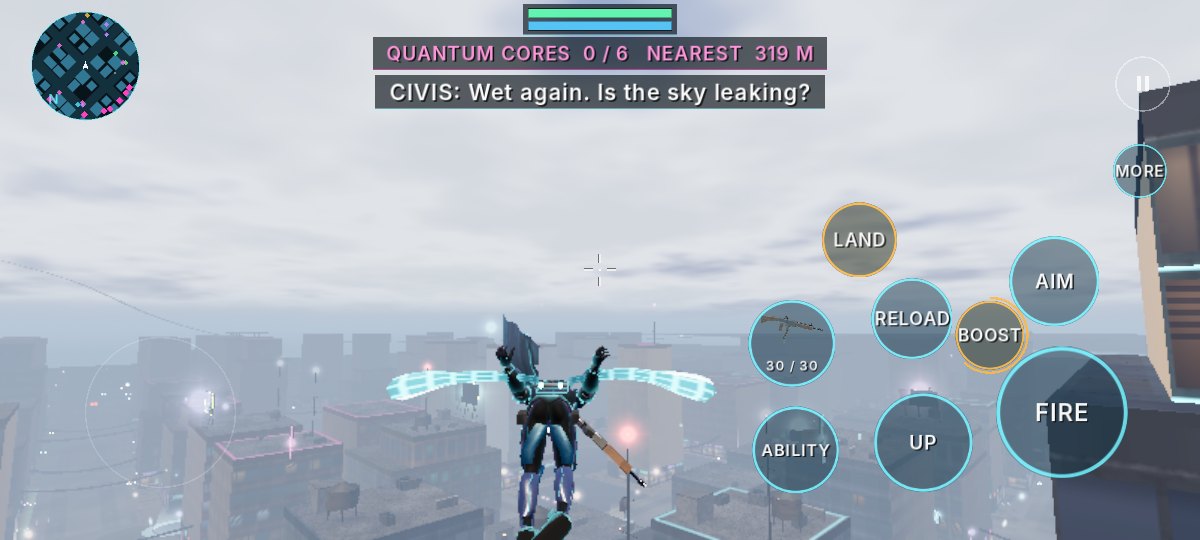 QUANTUM CORES 0 / 6 NEAREST 319 M
CIVIS: Wet again. Is the sky leaking?
N
MORE
LAND
AIM
RELOAD
BOOST
30 / 30
FIRE
UP
ABILITY